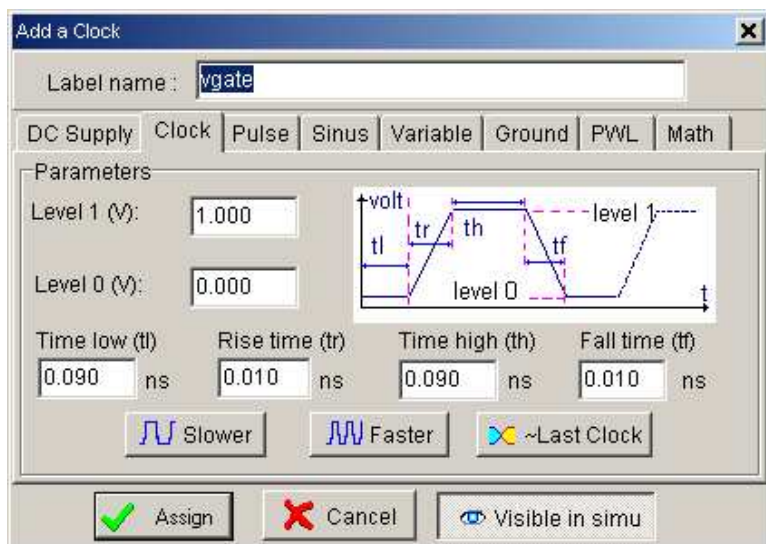 Add a Clock
Label name : vgate
DC Supply Clock Pulse Sinus Variable Ground PWL Math
Parameters
Level 1 (V): 1.000
Level 0 (V): 0.000
volt
tl
tr
th
tf
level 1
level 0
t
Time low (tl) Rise time (tr) Time high (th) Fall time (tf)
0.090 ns 0.010 ns 0.090 ns 0.010 ns
Slower Faster ~Last Clock
Assign Cancel Visible in simu